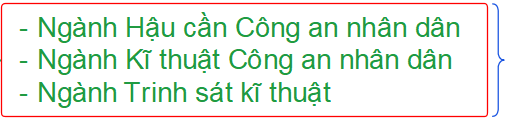 - Ngành Hậu cần Công an nhân dân
- Ngành Kĩ thuật Công an nhân dân
- Ngành Trinh sát kĩ thuật